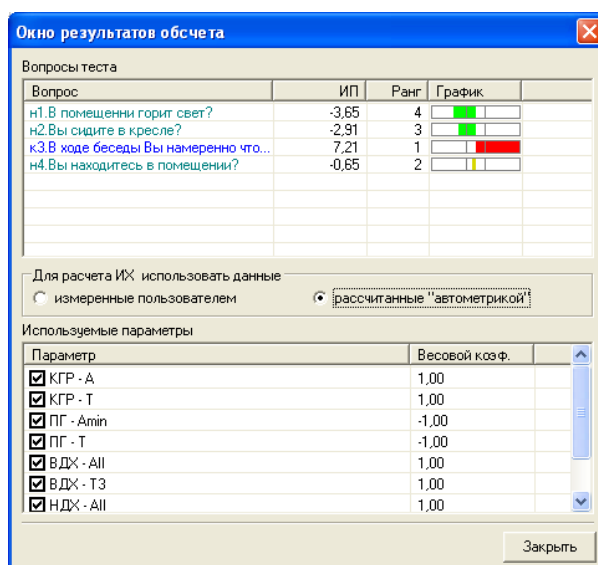 Окно результатов обсчета
Вопросы теста
Вопрос ИП Ранг График
н1.В помещенни горит свет? -3,65 4
н2.Вы сидите в кресле? -2,91 3
к3.В ходе беседы Вы намеренно что... 7,21 1
н4.Вы находитесь в помещении? -0,65 2
Для расчета ИХ использовать данные
измеренные пользователем рассчитанные "автометрикой"
Используемые параметры
Параметр Весовой коэф.
КГР - А 1,00
КГР - Т 1,00
ПГ - Amin -1,00
ПГ - Т -1,00
ВДХ - All 1,00
ВДХ - ТЗ 1,00
НДХ - All 1,00
Закрыть